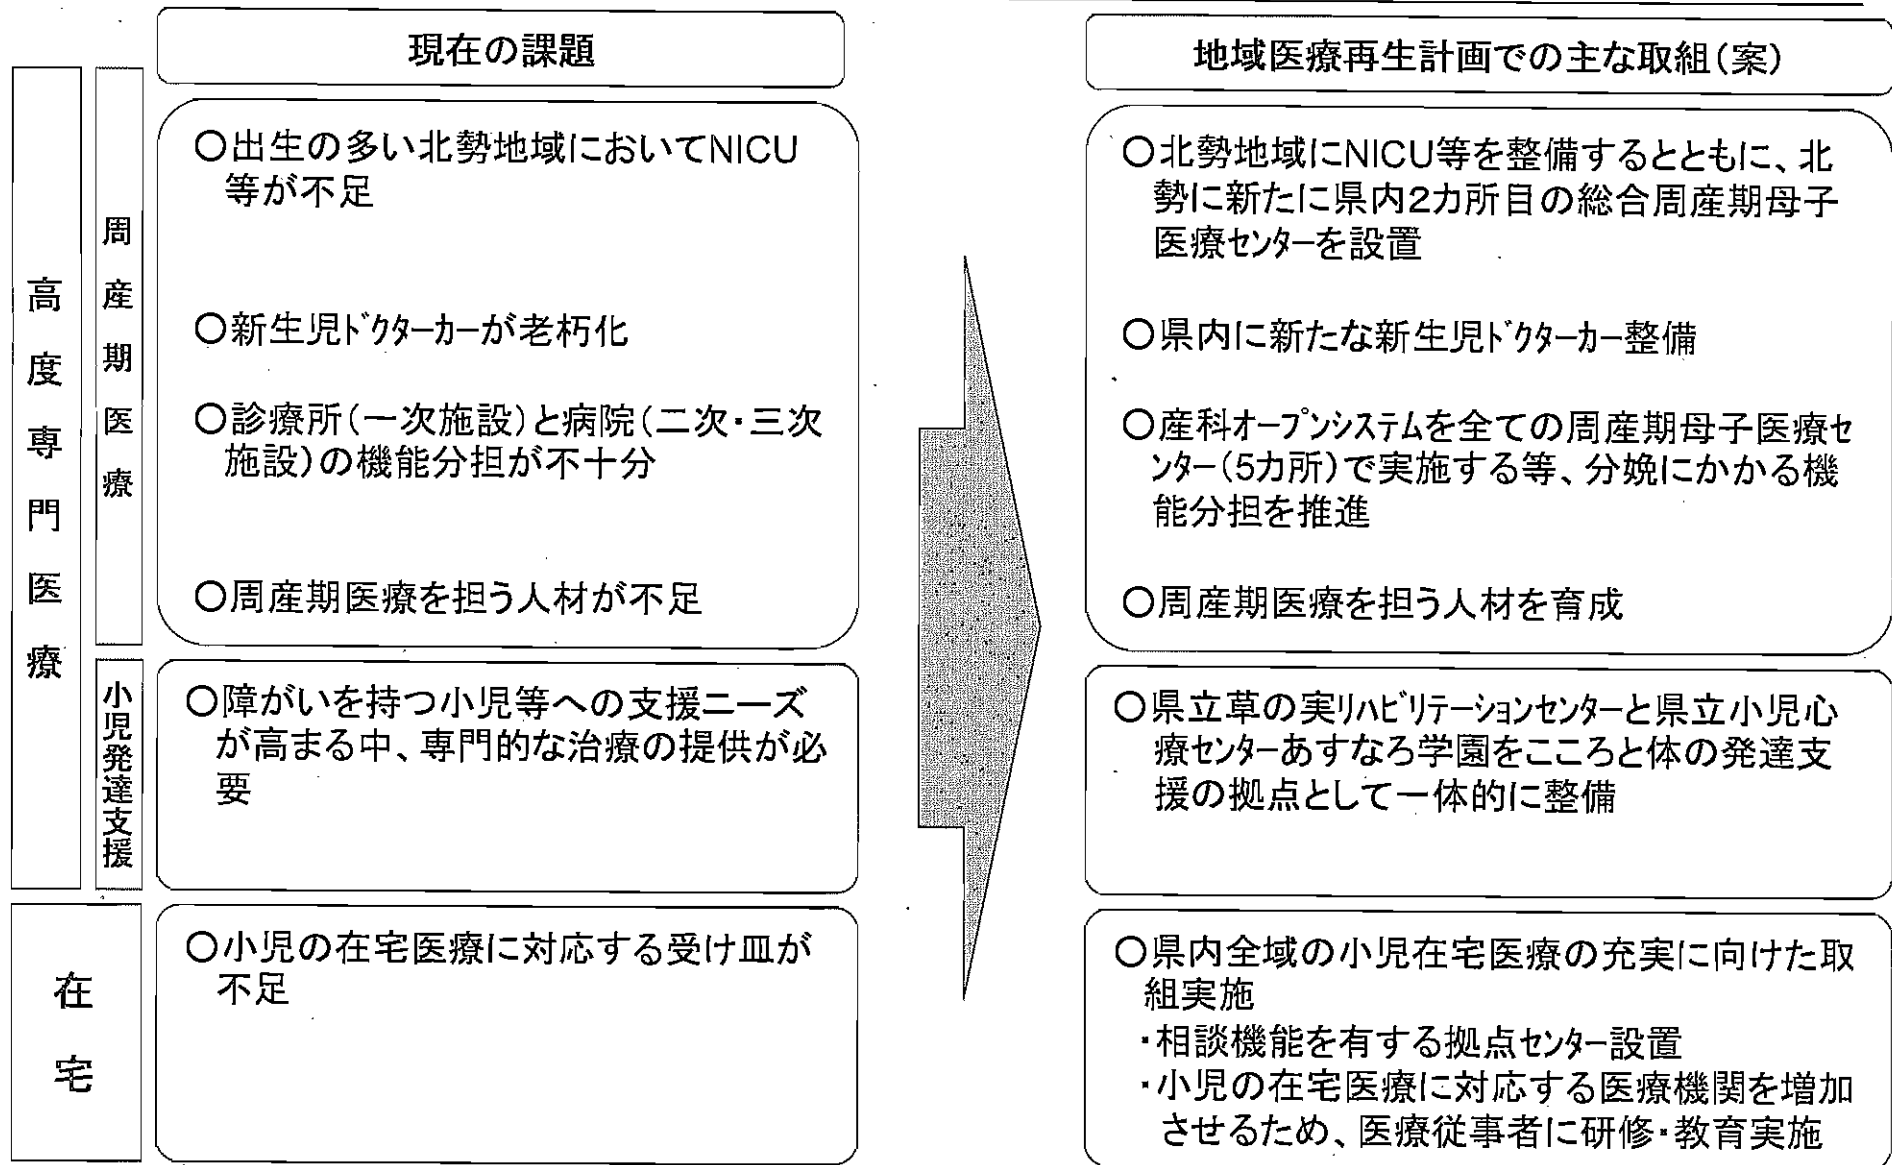 現在の課題
地域医療再生計画での主な取組(案)
高度専門医療
周産期医療
○出生の多い北勢地域においてNICU
等が不足
○新生児ドクターカーが老朽化
○診療所(一次施設)と病院(二次・三次
施設)の機能分担が不十分
○周産期医療を担う人材が不足
○北勢地域にNICU等を整備するとともに、北
勢に新たに県内2カ所目の総合周産期母子
医療センターを設置
○県内に新たな新生児ドクターカー整備
○産科オープンシステムを全ての周産期母子医療セ
ンター(5カ所)で実施する等、分娩にかかる機
能分担を推進
○周産期医療を担う人材を育成
小児発達支援
○障がいを持つ小児等への支援ニーズ
が高まる中、専門的な治療の提供が必
要
○県立草の実リハビリテーションセンターと県立小児心
療センターあすなろ学園をこころと体の発達支
援の拠点として一体的に整備
在宅
○小児の在宅医療に対応する受け皿が
不足
○県内全域の小児在宅医療の充実に向けた取
組実施
・相談機能を有する拠点センター設置
・小児の在宅医療に対応する医療機関を増加
させるため、医療従事者に研修・教育実施